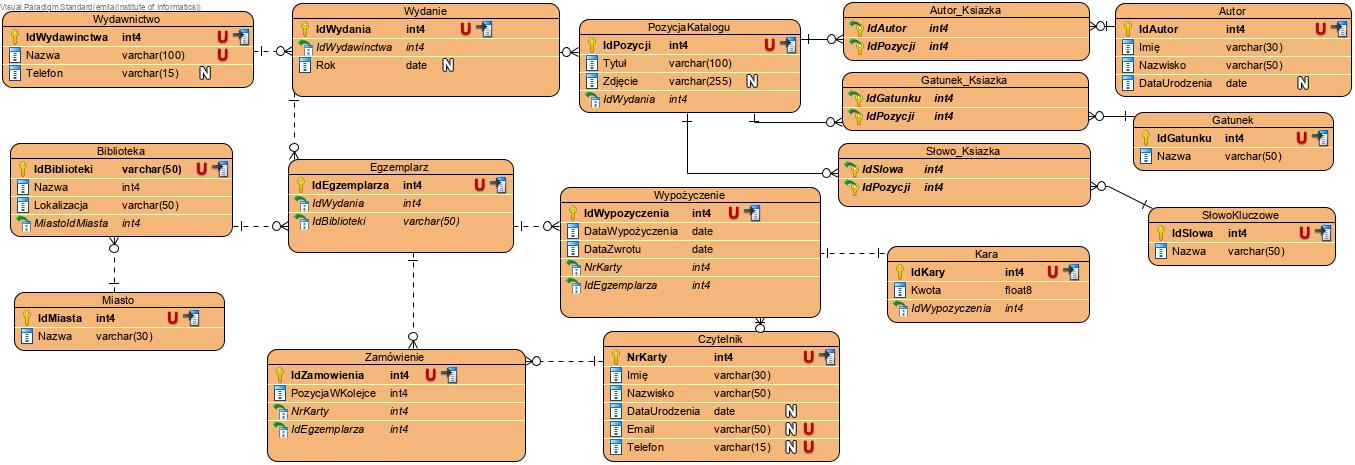 Visual Paradigm Standard(emilia(Institute of Informatics))
Wydawnictwo
IdWydawinctwa int4 U
Nazwa varchar(100) U
Telefon varchar(15) N
Wydanie
IdWydania int4 U
IdWydawinctwa int4
Rok date N
PozycjaKatalogu
IdPozycji int4 U
Tytuł varchar(100)
Zdjęcie varchar(255) N
IdWydania int4
Autor_Ksiazka
IdAutor int4
IdPozycji int4
Autor
IdAutor int4 U
Imię varchar(30)
Nazwisko varchar(50)
DataUrodzenia date N
Gatunek_Ksiazka
IdGatunku int4
IdPozycji int4
Gatunek
IdGatunku int4 U
Nazwa varchar(50)
Biblioteka
IdBiblioteki varchar(50) U
Nazwa int4
Lokalizacja varchar(50)
MiastoIdMiasta int4
Egzemplarz
IdEgzemplarza int4 U
IdWydania int4
IdBiblioteki varchar(50)
Słowo_Ksiazka
IdSlowa int4
IdPozycji int4
Wypożyczenie
IdWypozyczenia int4 U
DataWypożyczenia date
DataZwrotu date
NrKarty int4
IdEgzemplarza int4
SłowoKluczowe
IdSlowa int4 U
Nazwa varchar(50)
Kara
IdKary int4 U
Kwota float8
IdWypozyczenia int4
Miasto
IdMiasta int4 U
Nazwa varchar(30)
Zamówienie
IdZamowienia int4 U
PozycjaWKolejce int4
NrKarty int4
IdEgzemplarza int4
Czytelnik
NrKarty int4 U
Imię varchar(30)
Nazwisko varchar(50)
DataUrodzenia date N
Email varchar(50) N U
Telefon varchar(15) N U